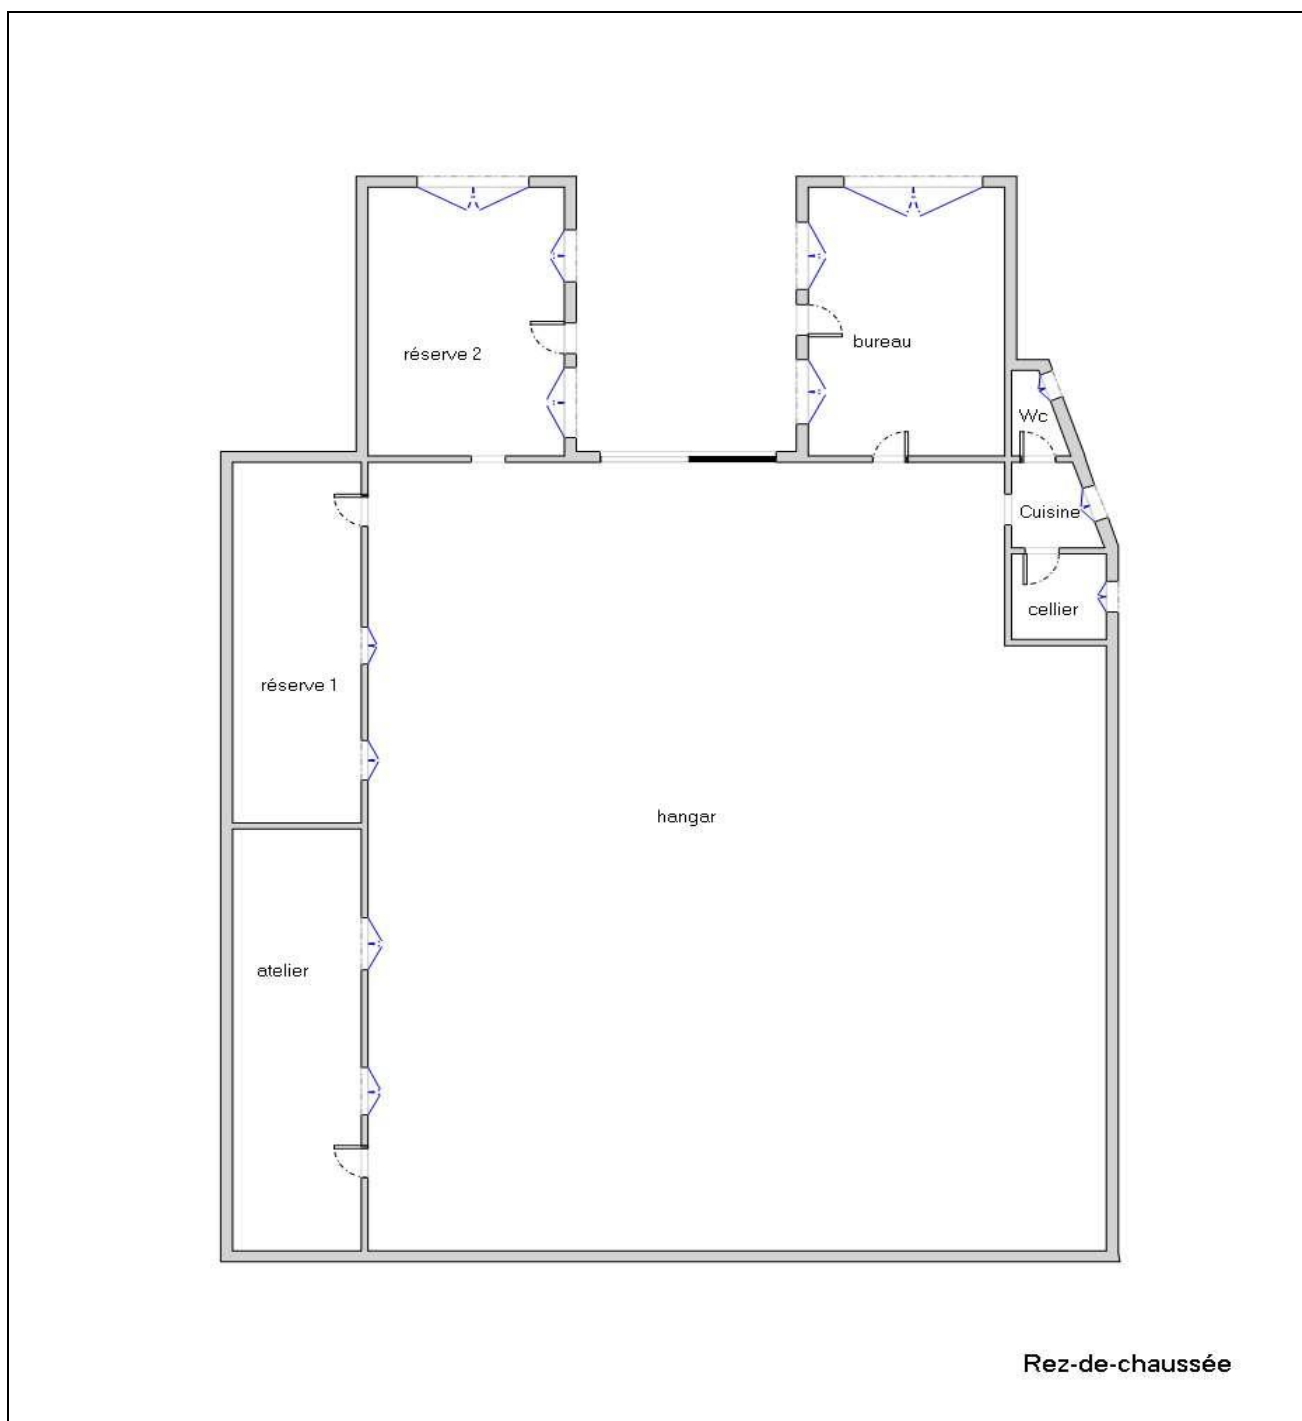 bureau
réserve 2
Wc
Cuisine
cellier
réserve 1
hangar
atelier
Rez-de-chaussée